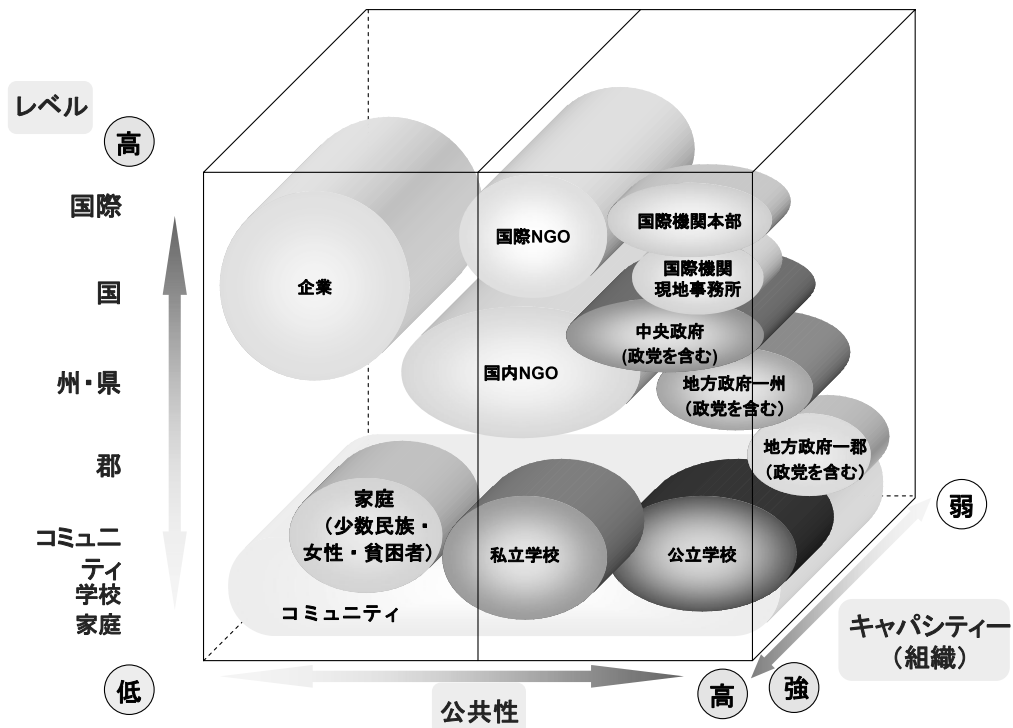 レベル
高
国際
国
州・県
郡
コミュニ
ティ
学校
家庭
低
企業
国際NGO
国際機関本部
国際機関
現地事務所
中央政府
(政党を含む)
国内NGO
地方政府ー州
（政党を含む）
地方政府ー郡
（政党を含む）
家庭
（少数民族・
女性・貧困者）
私立学校
公立学校
コミュニティ
弱
キャパシティー
（組織）
強
高
公共性